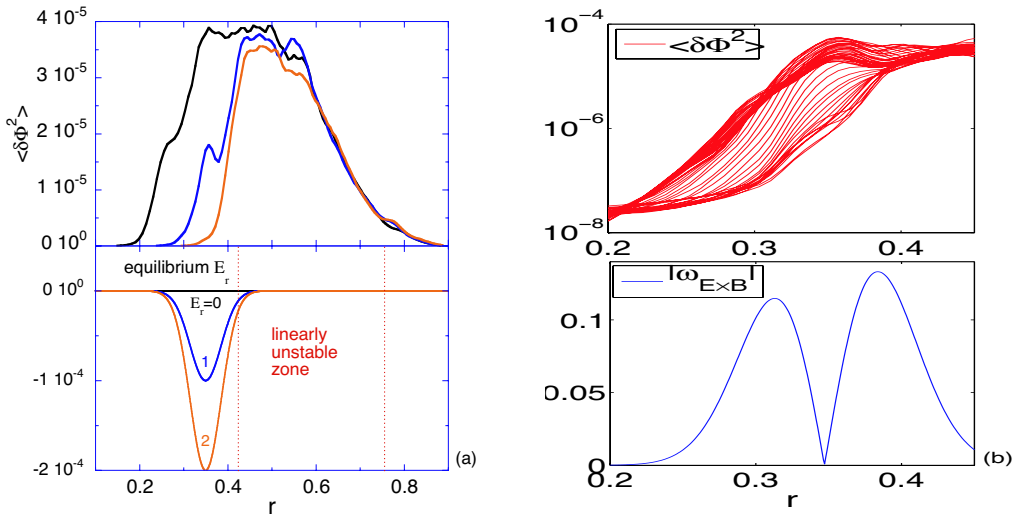 4 10⁻⁵
3 10⁻⁵
2 10⁻⁵
1 10⁻⁵
0 10⁰
<δΦ²>
equilibrium E_r
0 10⁰
E_r=0
1
2
linearly
unstable
zone
-1 10⁻⁴
-2 10⁻⁴
0.2 0.4 0.6 0.8
r
(a)
10⁻⁴
10⁻⁶
10⁻⁸
<δΦ²>
0.2 0.3 0.4
|ω_E×B|
0.1
0.05
0
0.2 0.3 0.4
r
(b)